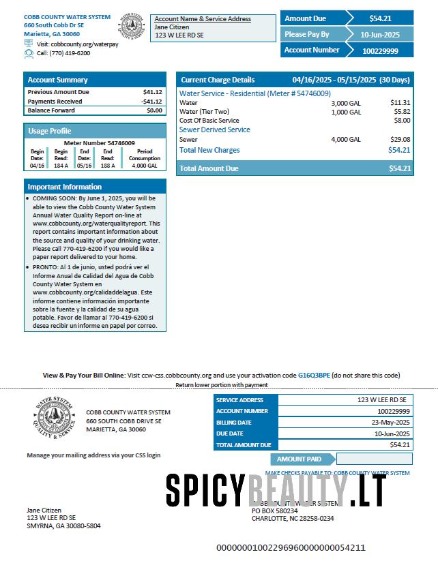 COBB COUNTY WATER SYSTEM
660 South Cobb Dr SE
Marietta, GA 30060
Visit: cobbcounty.org/waterpay
Call: (770) 419-6200
WATER SYSTEM
QUALITY & SERVICE
Account Name & Service Address
Jane Citizen
123 W LEE RD SE
Amount Due $54.21
Please Pay By 10-Jun-2025
Account Number 100229999
Account Summary
Previous Amount Due $41.12
Payments Received -$41.12
Balance Forward $0.00
Usage Profile
Meter Number 54746009
Begin Date: Begin Read: End Date: End Read: Period Consumption
04/16 184 A 05/16 188 A 4.000 GAL
Current Charge Details 04/16/2025 - 05/15/2025 (30 Days)
Water Service - Residential (Meter # 54746009)
Water 3,000 GAL $11.31
Water (Tier Two) 1,000 GAL $5.82
Cost Of Basic Service $8.00
Sewer Derived Service
Sewer 4,000 GAL $29.08
Total New Charges $54.21
Total Amount Due $54.21
Important Information
• COMING SOON: By June 1, 2025, you will be
able to view the Cobb County Water System
Annual Water Quality Report on-line at
www.cobbcounty.org/waterqualityreport. This
report contains important information about
the source and quality of your drinking water.
Please call 770-419-6200 if you would like a
paper report delivered to your home.
• PRONTO: Al 1 de junio, usted podrá ver el
Informe Anual de Calidad del Agua de Cobb
County Water System en
www.cobbcounty.org/calidaddelagua. Este
informe contiene información importante
sobre la fuente y la calidad de su agua
potable. Favor de llamar al 770-419-6200 si
desea recibir un informe en papel por correo.
View & Pay Your Bill Online: Visit ccw-css.cobbcounty.org and use your activation code G16Q3BPE (do not share this code)
Return lower portion with payment
WATER SYSTEM
QUALITY & SERVICE
COBB COUNTY WATER SYSTEM
660 SOUTH COBB DRIVE SE
MARIETTA, GA 30060
Manage your mailing address via your CSS login
SERVICE ADDRESS 123 W LEE RD SE
ACCOUNT NUMBER 100229999
BILLING DATE 23-May-2025
DUE DATE 10-Jun-2025
TOTAL AMOUNT DUE $54.21
AMOUNT PAID
MAKE CHECKS PAYABLE TO: COBB COUNTY WATER SYSTEM
SPICYBEAUTY.LT
Jane Citizen
123 W LEE RD SE
SMYRNA, GA 30080-5804
WATER SYSTEM
PO BOX 580234
CHARLOTTE, NC 28258-0234
00000001002296960000000054211